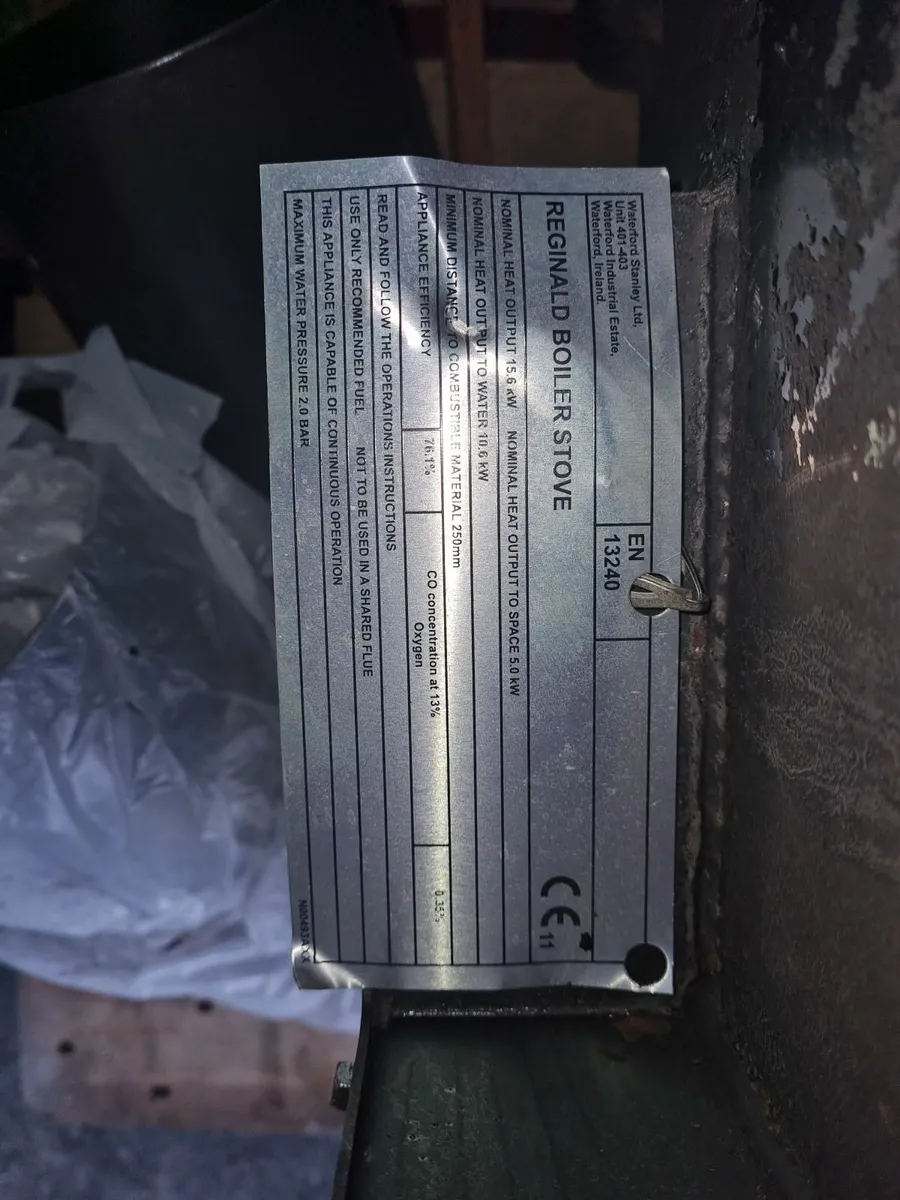 Waterford Stanley Ltd,
Unit 401-403
Waterford Industrial Estate,
Waterford, Ireland.
EN
13240
REGINALD BOILER STOVE
CE 11
NOMINAL HEAT OUTPUT 15.6 kW NOMINAL HEAT OUTPUT TO SPACE 5.0 kW
NOMINAL HEAT OUTPUT TO WATER 10.6 kW
MINIMUM DISTANCE TO COMBUSTIBLE MATERIAL 250mm
APPLIANCE EFFICIENCY 76.1% CO concentration at 13%
Oxygen 0.35%
READ AND FOLLOW THE OPERATIONS INSTRUCTIONS
USE ONLY RECOMMENDED FUEL NOT TO BE USED IN A SHARED FLUE
THIS APPLIANCE IS CAPABLE OF CONTINUOUS OPERATION
MAXIMUM WATER PRESSURE 2.0 BAR